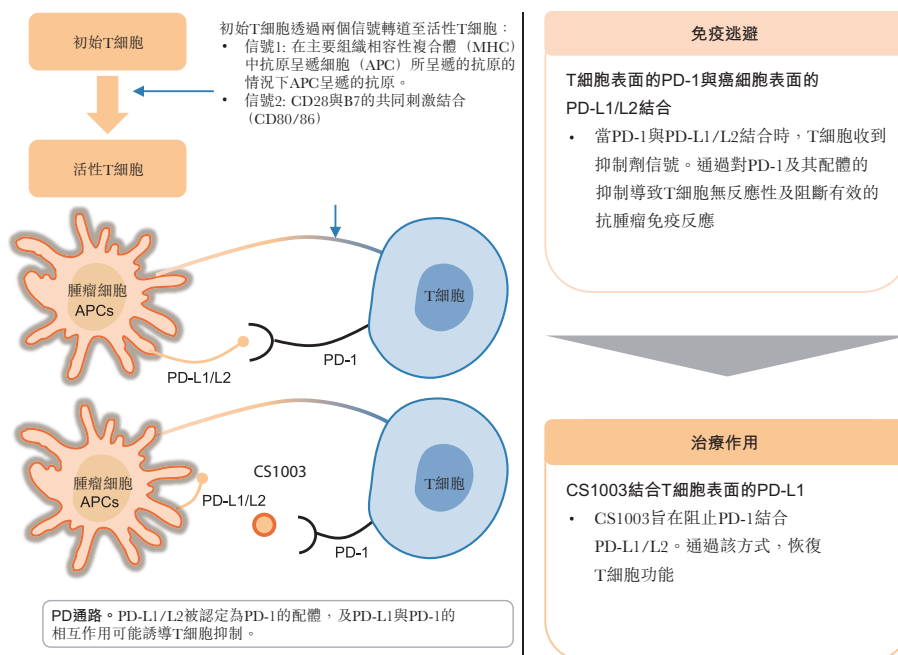 初始T細胞
初始T細胞透過兩個信號轉道至活性T細胞：
• 信號1: 在主要組織相容性複合體（MHC）
中抗原呈遞細胞（APC）所呈遞的抗原的
情況下APC呈遞的抗原。
• 信號2: CD28與B7的共同刺激結合
（CD80/86）
活性T細胞
腫瘤細胞
APCs
T細胞
PD-L1/L2
PD-1
腫瘤細胞
APCs
CS1003
T細胞
PD-L1/L2
PD-1
PD通路。PD-L1/L2被認定為PD-1的配體，及PD-L1與PD-1的
相互作用可能誘導T細胞抑制。
免疫逃避
T細胞表面的PD-1與癌細胞表面的
PD-L1/L2結合
• 當PD-1與PD-L1/L2結合時，T細胞收到
抑制劑信號。通過對PD-1及其配體的
抑制導致T細胞無反應性及阻斷有效的
抗腫瘤免疫反應
治療作用
CS1003結合T細胞表面的PD-L1
• CS1003旨在阻止PD-1結合
PD-L1/L2。通過該方式，恢復
T細胞功能